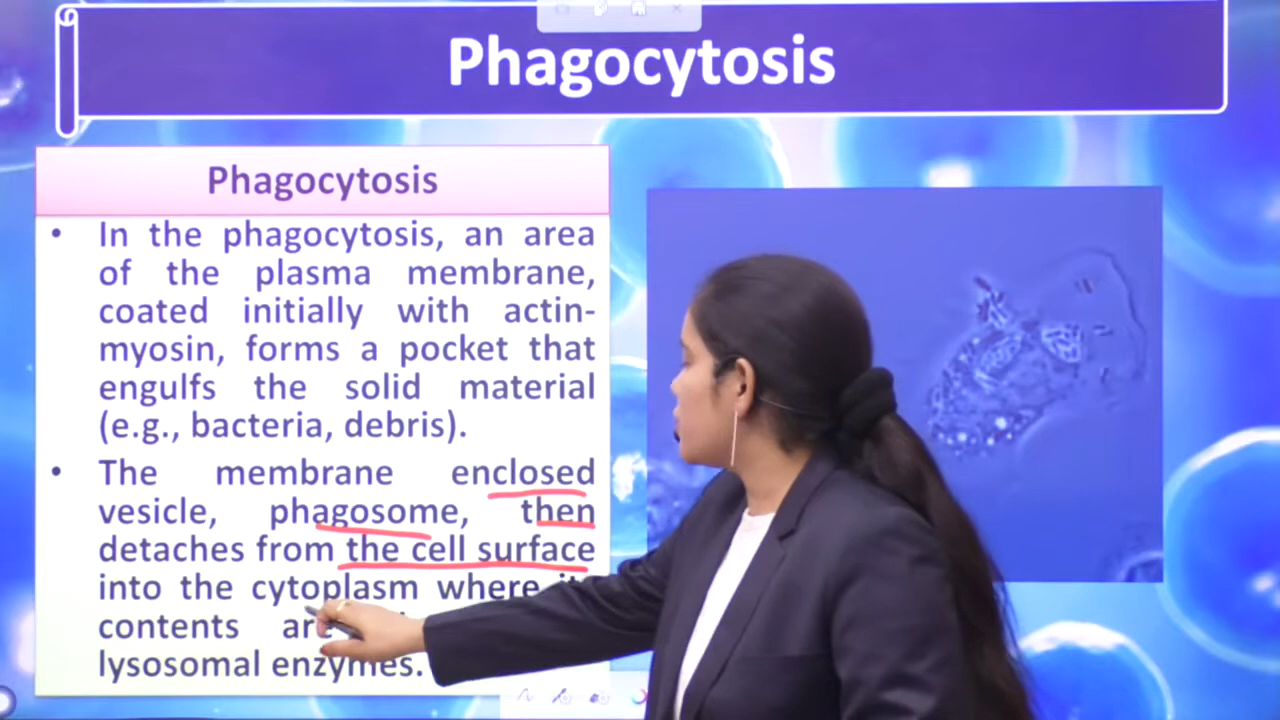 Phagocytosis
Phagocytosis
• In the phagocytosis, an area
of the plasma membrane,
coated initially with actin-
myosin, forms a pocket that
engulfs the solid material
(e.g., bacteria, debris).
• The membrane enclosed
vesicle, phagosome, then
detaches from the cell surface
into the cytoplasm where
contents are
lysosomal enzymes.